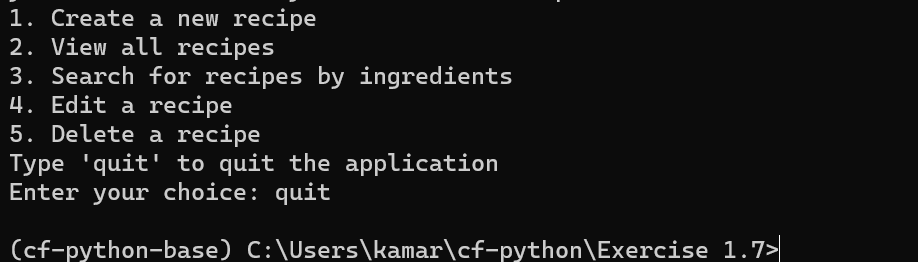 1. Create a new recipe
2. View all recipes
3. Search for recipes by ingredients
4. Edit a recipe
5. Delete a recipe
Type 'quit' to quit the application
Enter your choice: quit
(cf-python-base) C:\Users\kamar\cf-python\Exercise 1.7>